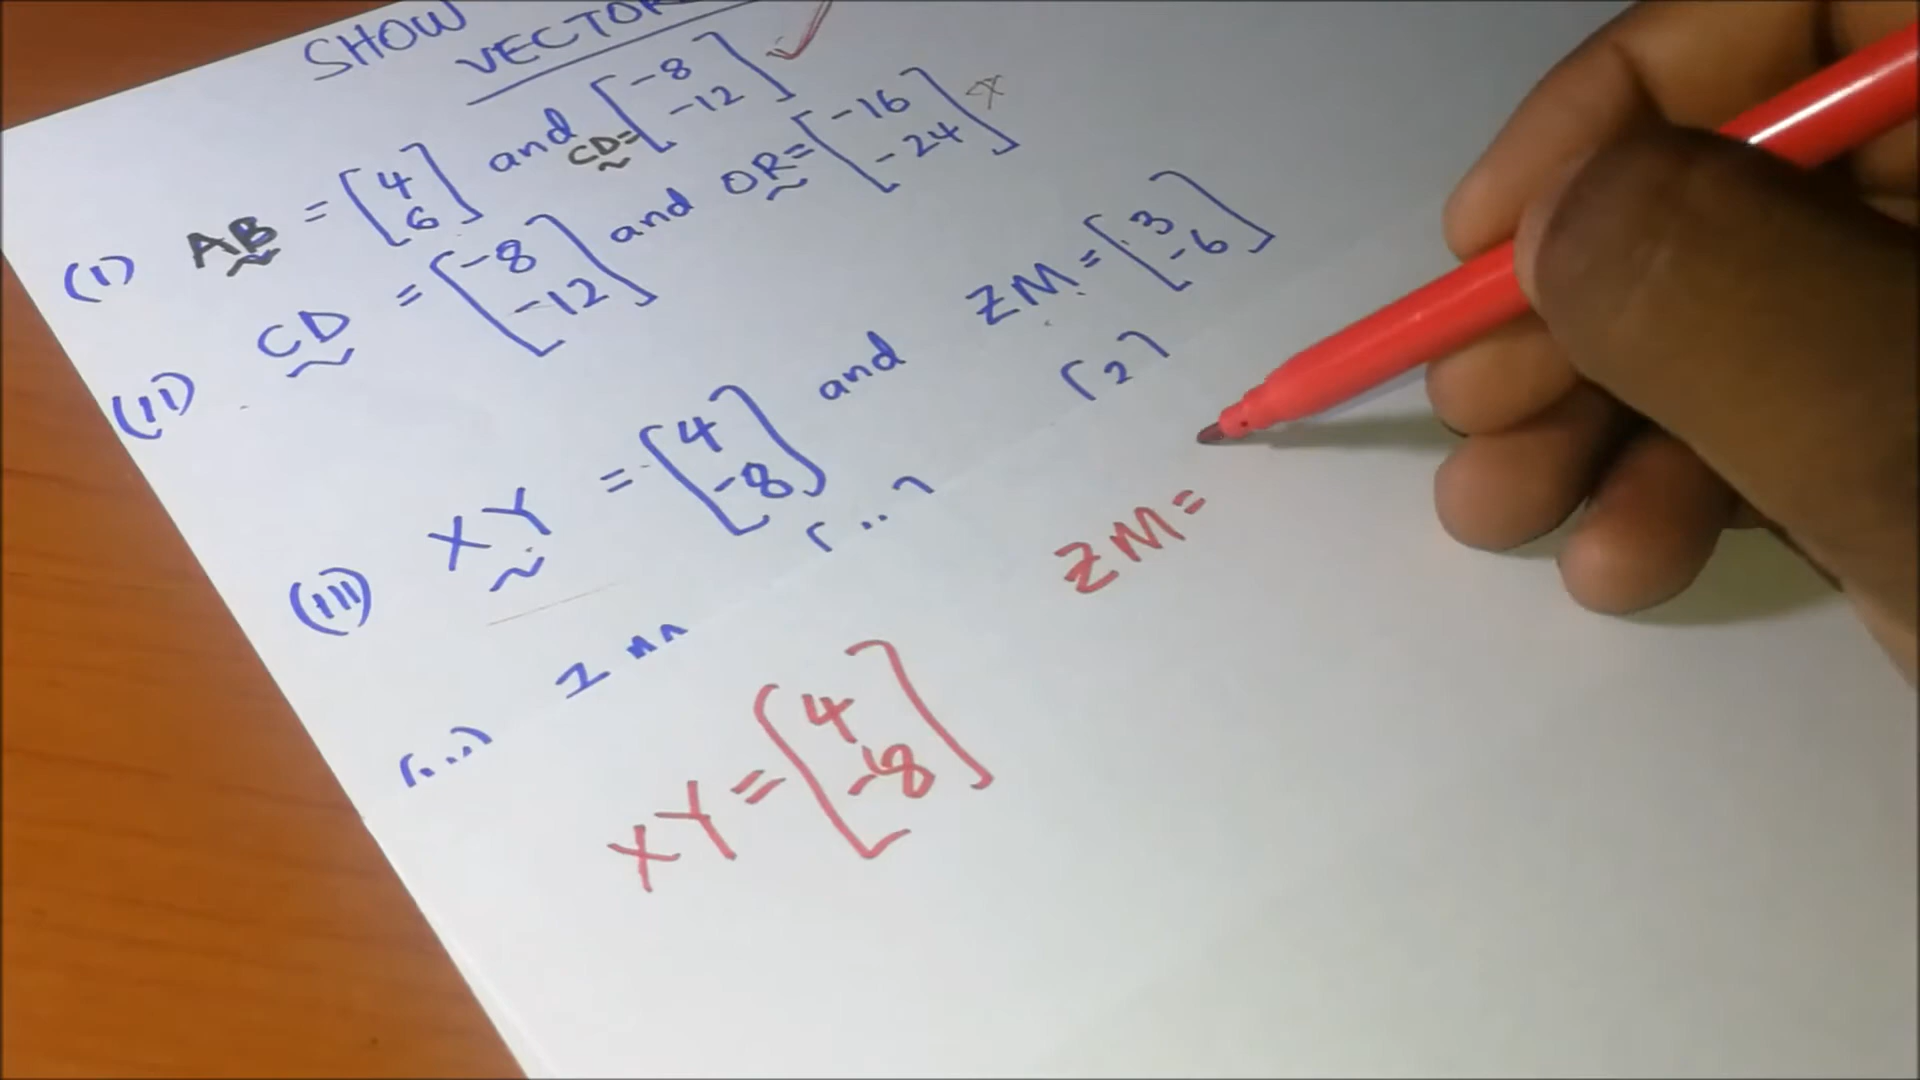 SHOW
VECTOR
(i) AB = [4 6] and CD= [-8 -12] ✓
(ii) CD = [-8 -12] and OR= [-16 -24] x
(iii) XY = [4 -8] and ZM= [3 -6]
[2]
ZM=
XY= [4 -8]